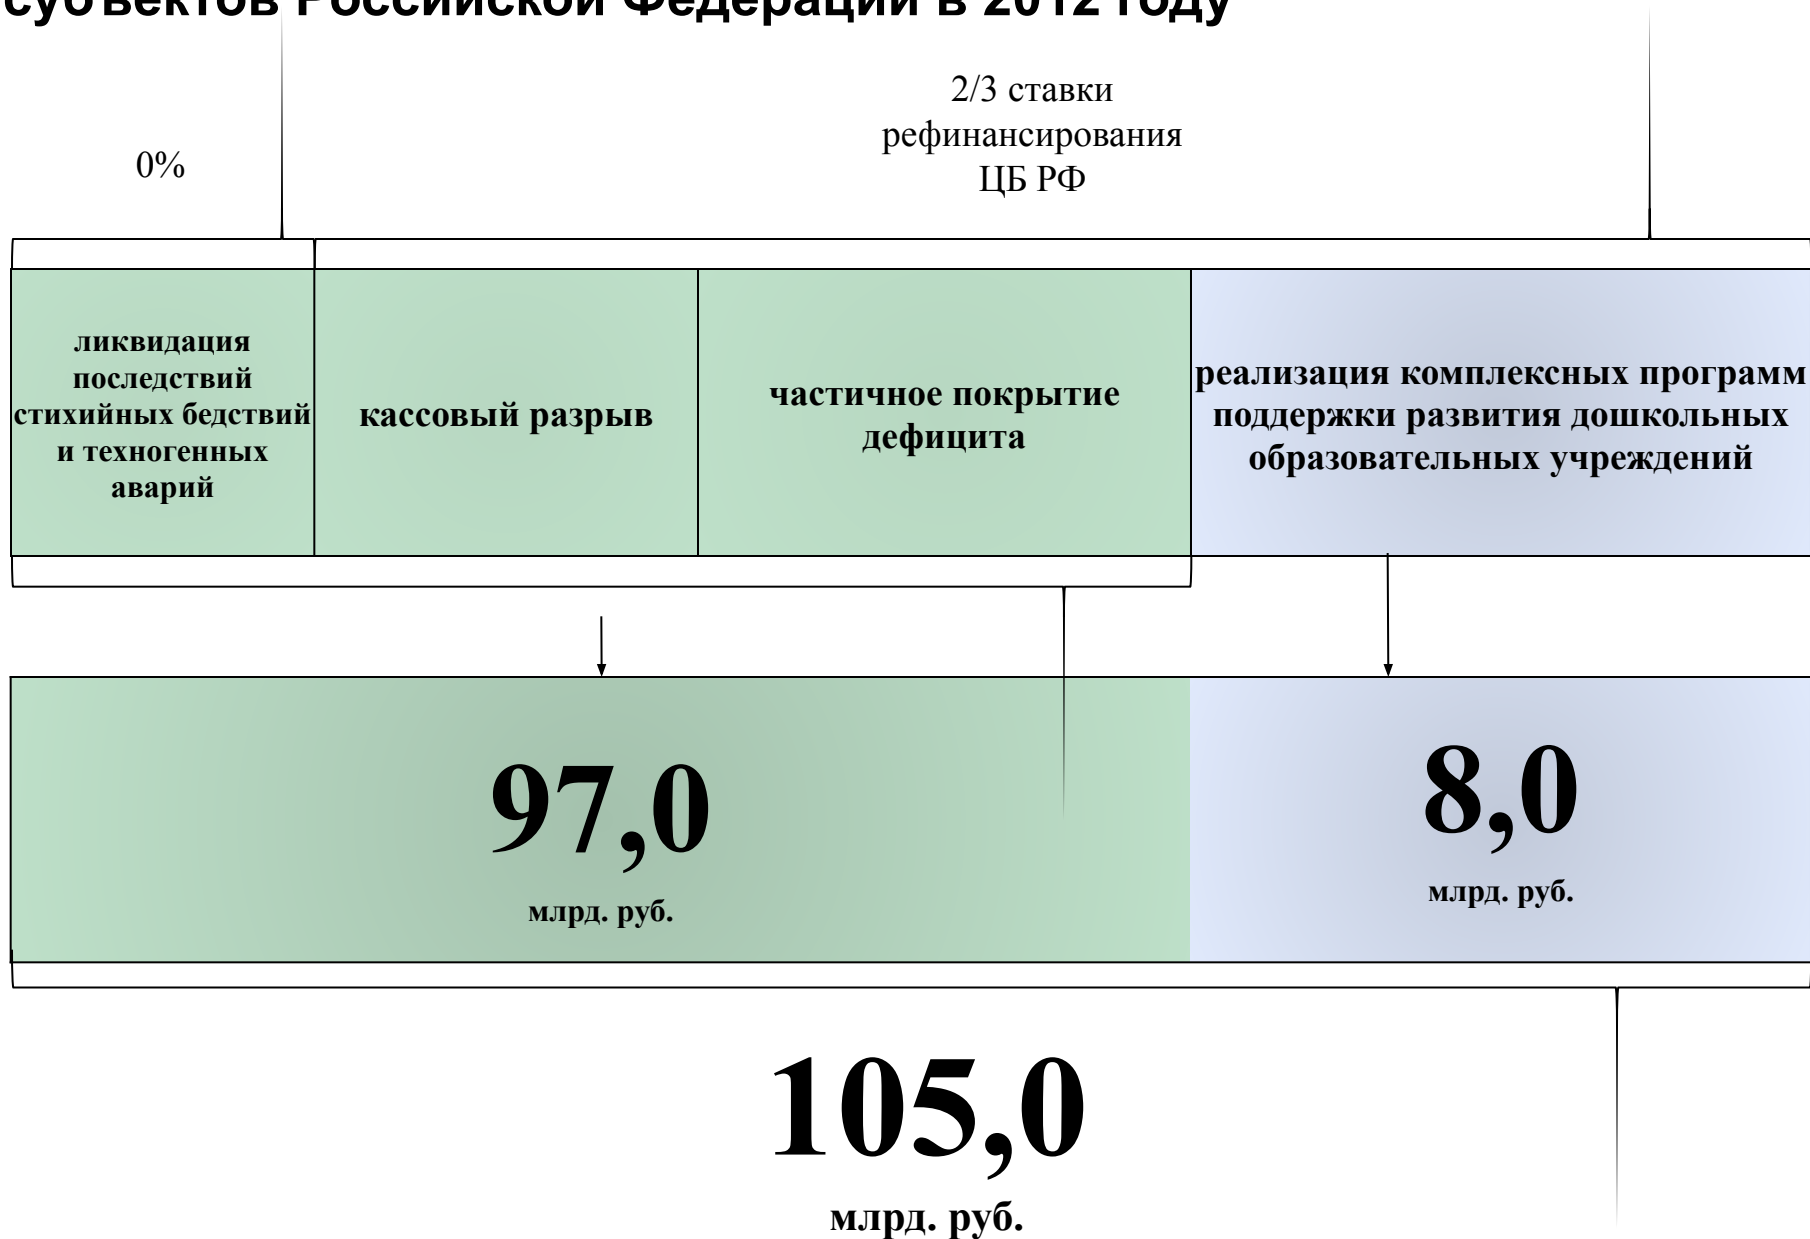 субъектов Российской Федерации в 2012 году
2/3 ставки
рефинансирования
ЦБ РФ
0%
ликвидация
последствий
стихийных бедствий
и техногенных
аварий
кассовый разрыв
частичное покрытие
дефицита
реализация комплексных программ
поддержки развития дошкольных
образовательных учреждений
97,0
млрд. руб.
8,0
млрд. руб.
105,0
млрд. руб.